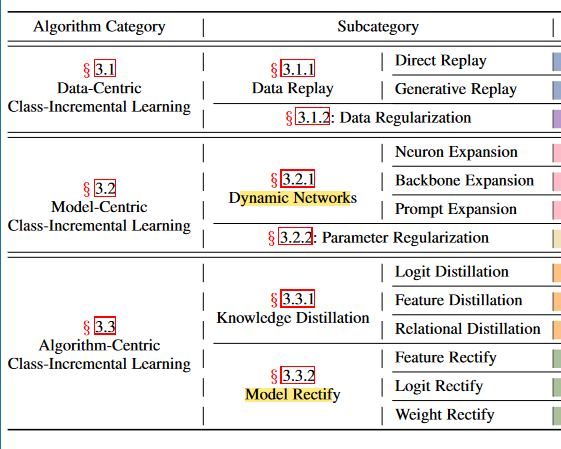 Algorithm Category Subcategory
§ 3.1
Data-Centric
Class-Incremental Learning
§ 3.1.1
Data Replay
Direct Replay
Generative Replay
§ 3.1.2: Data Regularization
§ 3.2
Model-Centric
Class-Incremental Learning
§ 3.2.1
Dynamic Networks
Neuron Expansion
Backbone Expansion
Prompt Expansion
§ 3.2.2: Parameter Regularization
§ 3.3
Algorithm-Centric
Class-Incremental Learning
§ 3.3.1
Knowledge Distillation
Logit Distillation
Feature Distillation
Relational Distillation
§ 3.3.2
Model Rectify
Feature Rectify
Logit Rectify
Weight Rectify